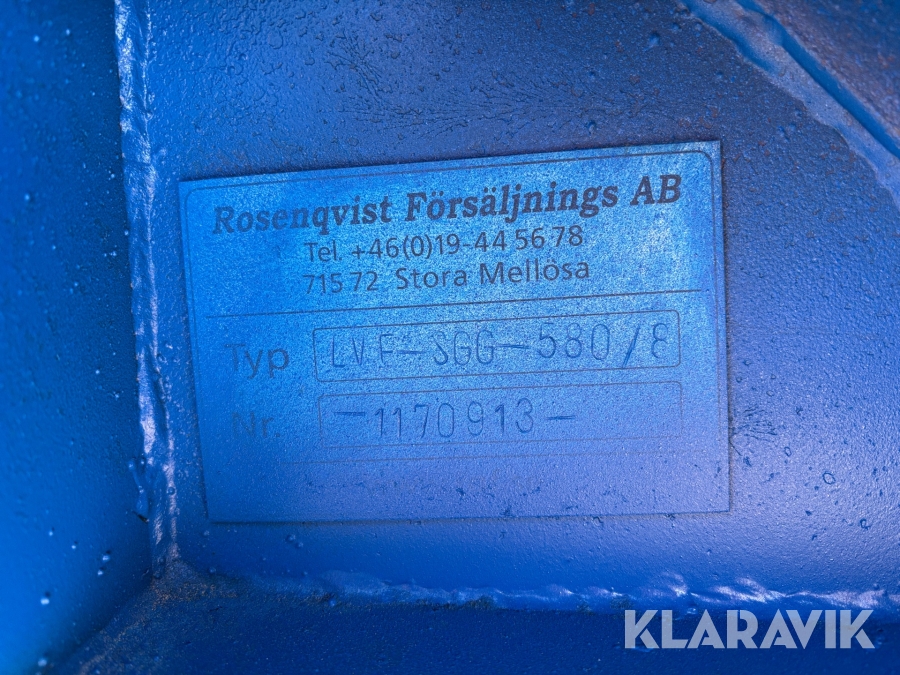 Rosenqvist Försäljnings AB
Tel. +46(0)19-44 56 78
715 72 Stora Mellösa
Typ LVF-SGG-580/8
Nr. -1170913-
KLARAVIK